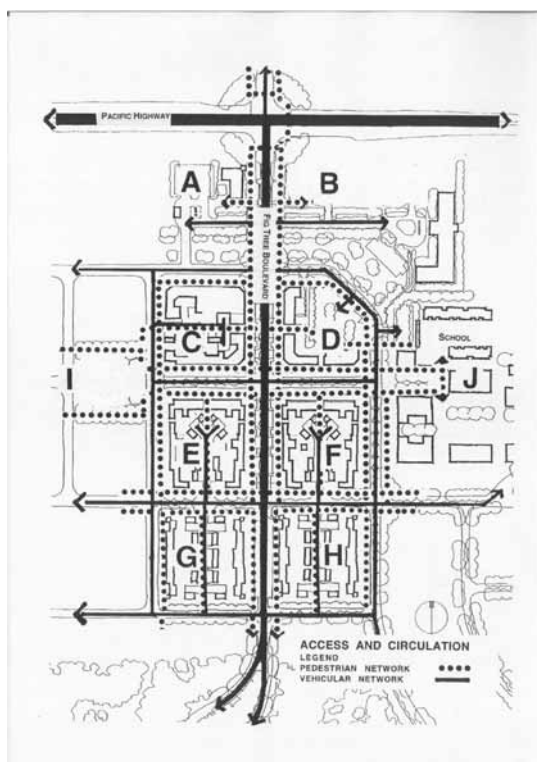 PACIFIC HIGHWAY
A
B
FIG TREE BOULEVARD
C
D
SCHOOL
I
J
E
F
G
H
ACCESS AND CIRCULATION
LEGEND
PEDESTRIAN NETWORK
VEHICULAR NETWORK